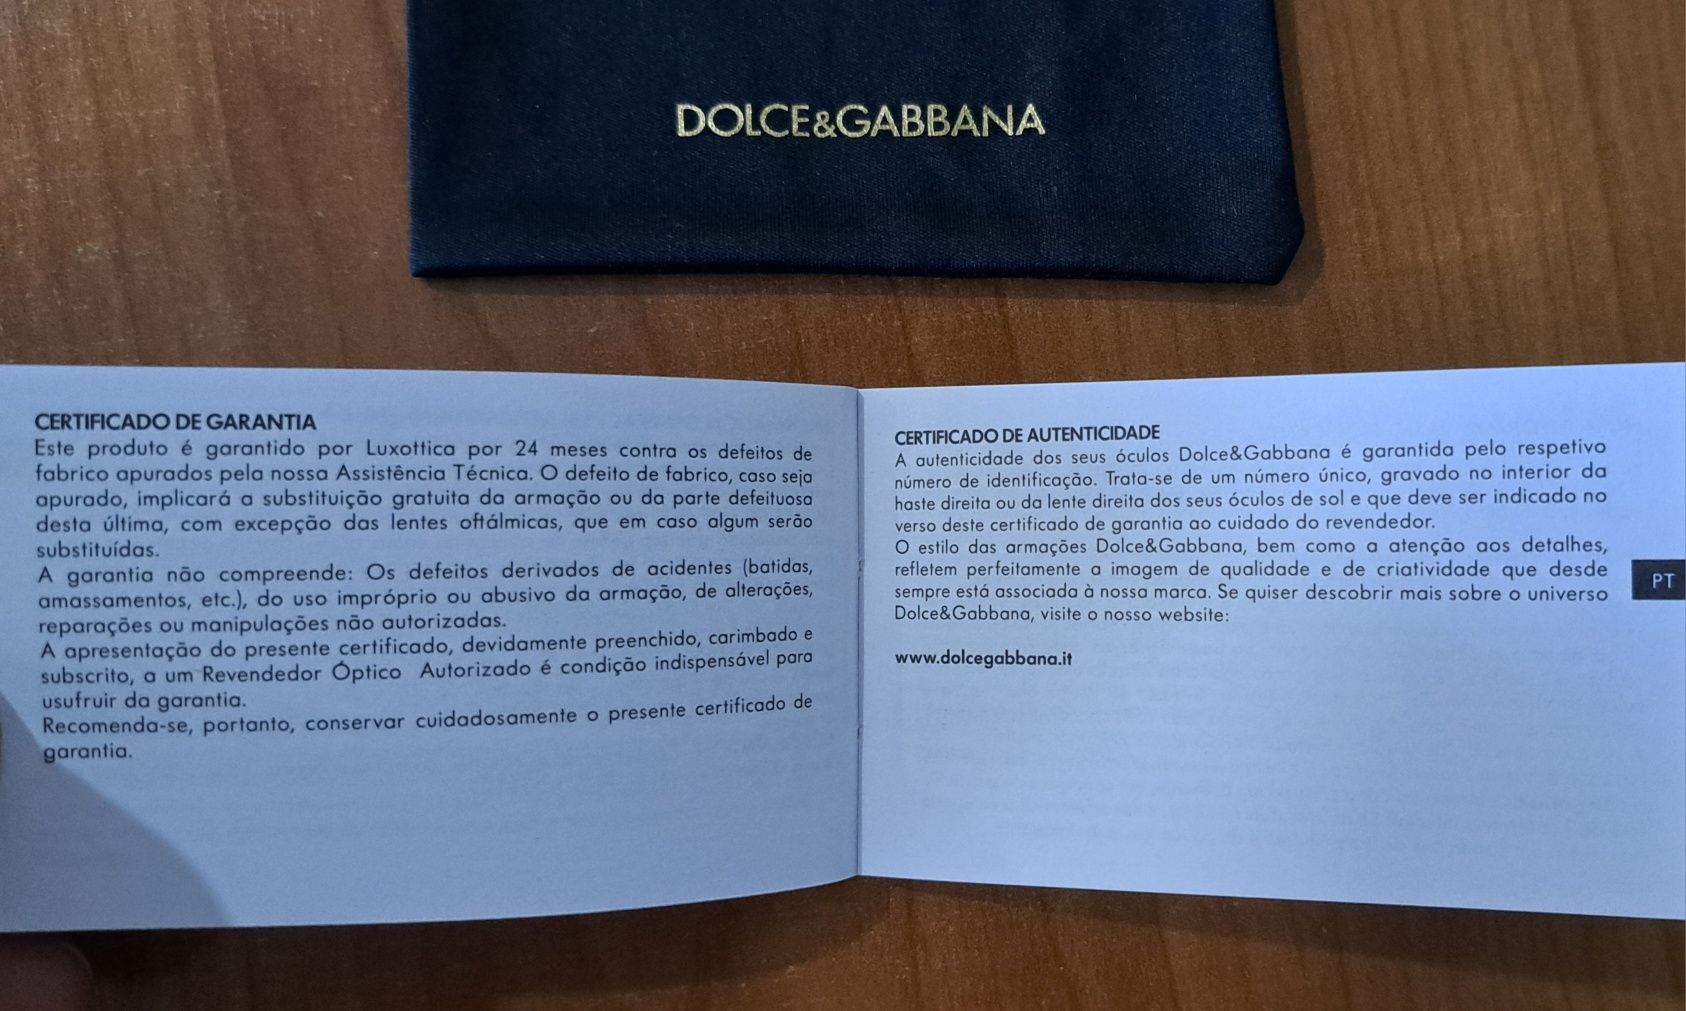 DOLCE&GABBANA
CERTIFICADO DE GARANTIA
Este produto é garantido por Luxottica por 24 meses contra os defeitos de
fabrico apurados pela nossa Assistência Técnica. O defeito de fabrico, caso seja
apurado, implicará a substituição gratuita da armação ou da parte defeituosa
desta última, com excepção das lentes oftálmicas, que em caso algum serão
substituídas.
A garantia não compreende: Os defeitos derivados de acidentes (batidas,
amassamentos, etc.), do uso impróprio ou abusivo da armação, de alterações,
reparações ou manipulações não autorizadas.
A apresentação do presente certificado, devidamente preenchido, carimbado e
subscrito, a um Revendedor Óptico Autorizado é condição indispensável para
usufruir da garantia.
Recomenda-se, portanto, conservar cuidadosamente o presente certificado de
garantia.
CERTIFICADO DE AUTENTICIDADE
A autenticidade dos seus óculos Dolce&Gabbana é garantida pelo respetivo
número de identificação. Trata-se de um número único, gravado no interior da
haste direita ou da lente direita dos seus óculos de sol e que deve ser indicado no
verso deste certificado de garantia ao cuidado do revendedor.
O estilo das armações Dolce&Gabbana, bem como a atenção aos detalhes,
refletem perfeitamente a imagem de qualidade e de criatividade que desde
sempre está associada à nossa marca. Se quiser descobrir mais sobre o universo
Dolce&Gabbana, visite o nosso website:
www.dolcegabbana.it
PT